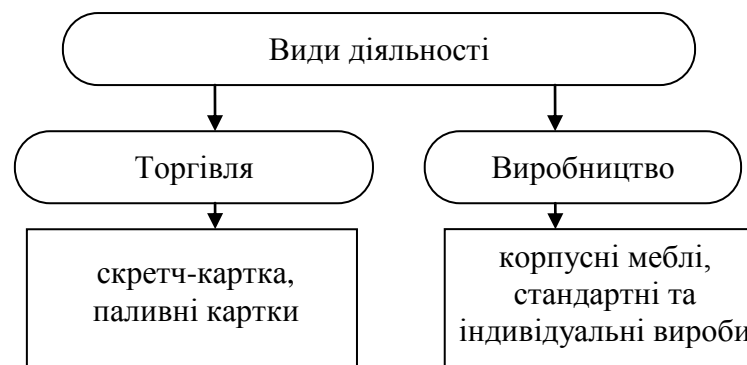 Види діяльності
Торгівля
Виробництво
скретч-картка,
паливні картки
корпусні меблі,
стандартні та
індивідуальні вироби